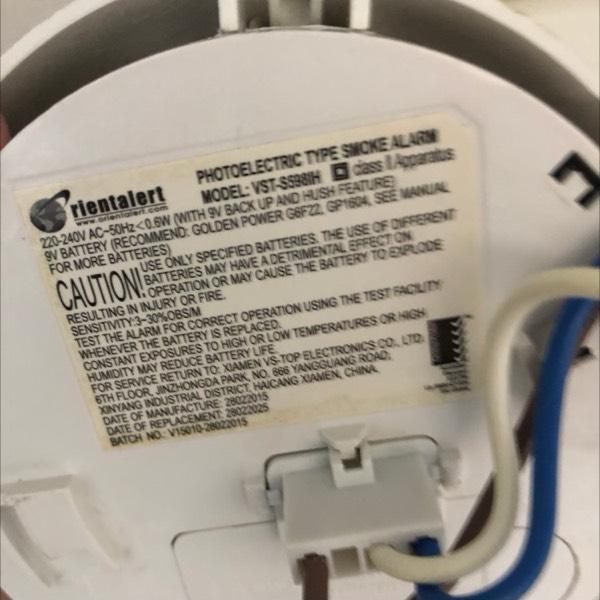 rientalert
www.orientalert.com
PHOTOELECTRIC TYPE SMOKE ALARM
MODEL: VST-S598IH class II Apparatus
220-240V AC~50Hz<0.6W (WITH 9V BACK UP AND HUSH FEATURE)
9V BATTERY (RECOMMEND: GOLDEN POWER G6F22, GP1604, SEE MANUAL
FOR MORE BATTERIES)
CAUTION! USE ONLY SPECIFIED BATTERIES. THE USE OF DIFFERENT
BATTERIES MAY HAVE A DETRIMENTAL EFFECT ON
OPERATION OR MAY CAUSE THE BATTERY TO EXPLODE
RESULTING IN INJURY OR FIRE.
SENSITIVITY:3~30%OBS/M
TEST THE ALARM FOR CORRECT OPERATION USING THE TEST FACILITY
WHENEVER THE BATTERY IS REPLACED.
CONSTANT EXPOSURES TO HIGH OR LOW TEMPERATURES OR HIGH
HUMIDITY MAY REDUCE BATTERY LIFE.
FOR SERVICE RETURN TO: XIAMEN VS-TOP ELECTRONICS CO., LTD.
6TH FLOOR, JINZHONGDA PARK, NO. 666 YANGGUANG ROAD,
XINYANG INDUSTRIAL DISTRICT, HAICANG XIAMEN, CHINA.
DATE OF MANUFACTURE: 28022015
DATE OF REPLACEMENT: 28022025
BATCH NO.: V15010-28022015